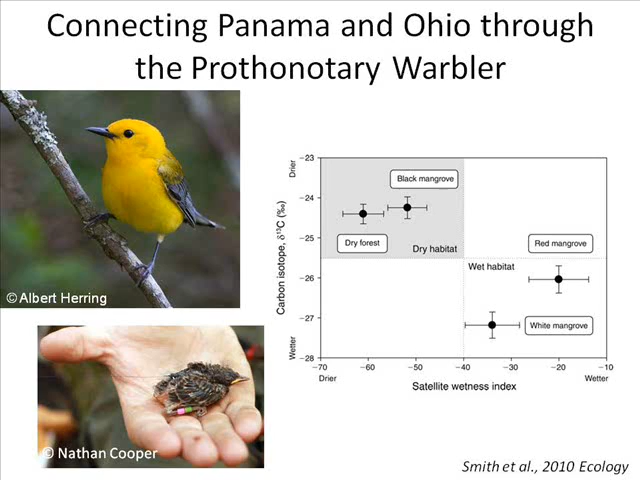 Connecting Panama and Ohio through
the Prothonotary Warbler
© Albert Herring
© Nathan Cooper
Drier
Carbon isotope, δ¹³C (‰)
Wetter
−23
−24
−25
−26
−27
−28
Black mangrove
Dry forest
Dry habitat
Red mangrove
Wet habitat
White mangrove
−70 −60 −50 −40 −30 −20 −10
Drier Wetter
Satellite wetness index
Smith et al., 2010 Ecology